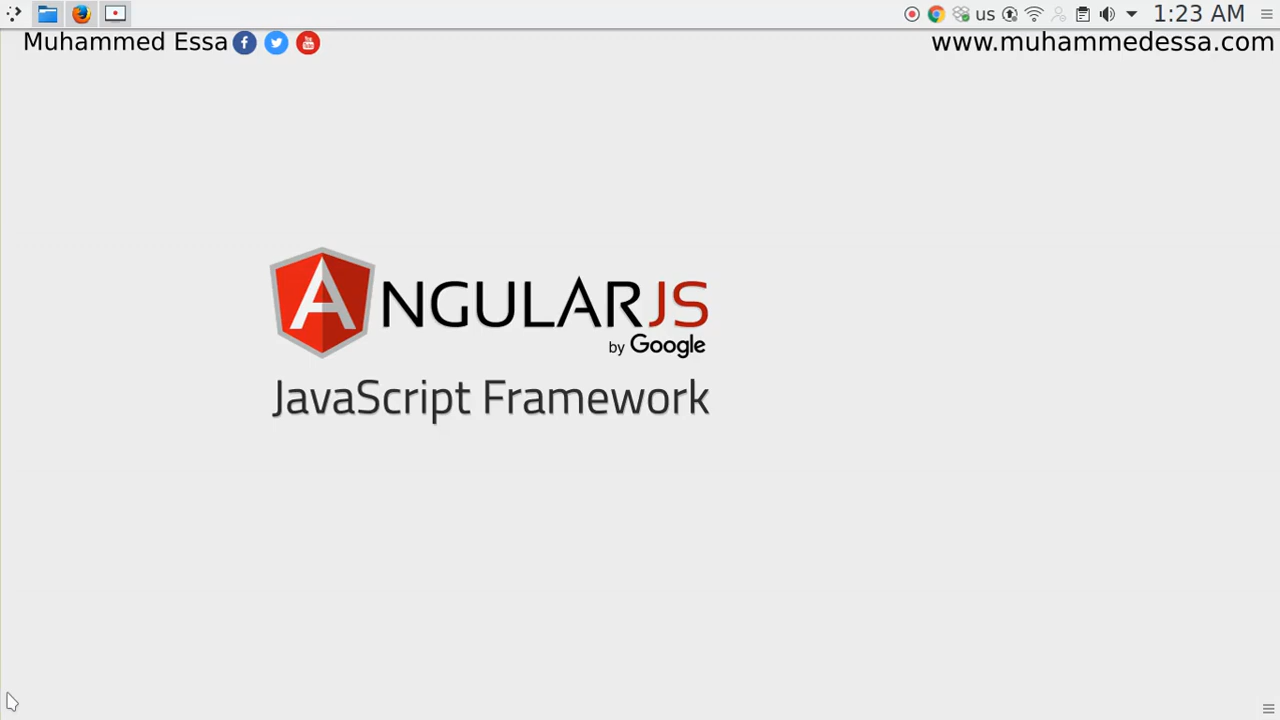 us 1:23 AM
Muhammed Essa
www.muhammedessa.com
ANGULARJS
by Google
JavaScript Framework